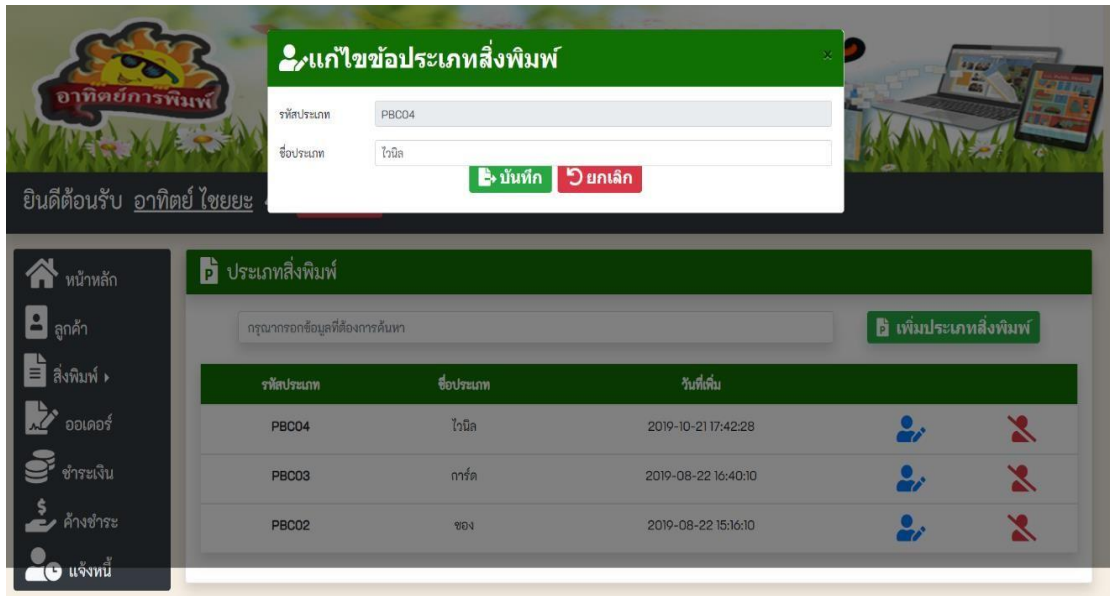 อาทิตย์การพิมพ์
แก้ไขข้อประเภทสิ่งพิมพ์
×
รหัสประเภท PBC04
ชื่อประเภท ไวนิล
บันทึก ยกเลิก
ยินดีต้อนรับ อาทิตย์ ไชยยะ
หน้าหลัก
ลูกค้า
สิ่งพิมพ์
ออเดอร์
ชำระเงิน
ค้างชำระ
แจ้งหนี้
ประเภทสิ่งพิมพ์
กรุณากรอกข้อมูลที่ต้องการค้นหา เพิ่มประเภทสิ่งพิมพ์
รหัสประเภท ชื่อประเภท วันที่เพิ่ม
PBC04 ไวนิล 2019-10-21 17:42:28
PBC03 การ์ด 2019-08-22 16:40:10
PBC02 ซอง 2019-08-22 15:16:10